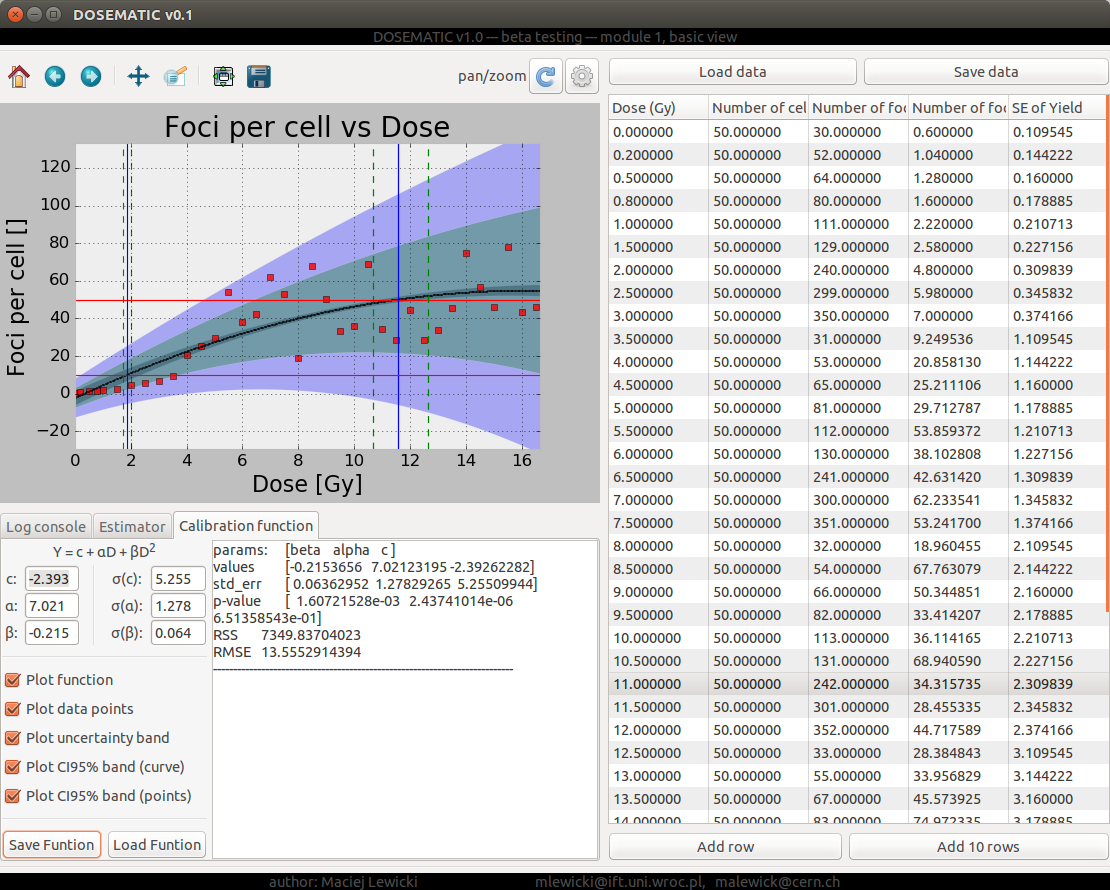 DOSEMATIC v0.1
DOSEMATIC v1.0 — beta testing — module 1, basic view
pan/zoom
Load data
Save data
Foci per cell vs Dose
Foci per cell []
120
100
80
60
40
20
0
−20
0 2 4 6 8 10 12 14 16
Dose [Gy]
Log console
Estimator
Calibration function
Y = c + αD + βD²
c: -2.393 σ(c): 5.255
α: 7.021 σ(α): 1.278
β: -0.215 σ(β): 0.064
Plot function
Plot data points
Plot uncertainty band
Plot CI95% band (curve)
Plot CI95% band (points)
Save Funtion
Load Funtion
params: [beta alpha c]
values [-0.2153656 7.02123195 -2.39262282]
std_err [ 0.06362952 1.27829265 5.25509944]
p-value [ 1.60721528e-03 2.43741014e-06
6.51358543e-01]
RSS 7349.83704023
RMSE 13.5552914394
--------------------------------------------------------------------------------
Dose (Gy) Number of cel Number of foc Number of foc SE of Yield
0.000000 50.000000 30.000000 0.600000 0.109545
0.200000 50.000000 52.000000 1.040000 0.144222
0.500000 50.000000 64.000000 1.280000 0.160000
0.800000 50.000000 80.000000 1.600000 0.178885
1.000000 50.000000 111.000000 2.220000 0.210713
1.500000 50.000000 129.000000 2.580000 0.227156
2.000000 50.000000 240.000000 4.800000 0.309839
2.500000 50.000000 299.000000 5.980000 0.345832
3.000000 50.000000 350.000000 7.000000 0.374166
3.500000 50.000000 31.000000 9.249536 1.109545
4.000000 50.000000 53.000000 20.858130 1.144222
4.500000 50.000000 65.000000 25.211106 1.160000
5.000000 50.000000 81.000000 29.712787 1.178885
5.500000 50.000000 112.000000 53.859372 1.210713
6.000000 50.000000 130.000000 38.102808 1.227156
6.500000 50.000000 241.000000 42.631420 1.309839
7.000000 50.000000 300.000000 62.233541 1.345832
7.500000 50.000000 351.000000 53.241700 1.374166
8.000000 50.000000 32.000000 18.960455 2.109545
8.500000 50.000000 54.000000 67.763079 2.144222
9.000000 50.000000 66.000000 50.344851 2.160000
9.500000 50.000000 82.000000 33.414207 2.178885
10.000000 50.000000 113.000000 36.114165 2.210713
10.500000 50.000000 131.000000 68.940590 2.227156
11.000000 50.000000 242.000000 34.315735 2.309839
11.500000 50.000000 301.000000 28.455335 2.345832
12.000000 50.000000 352.000000 44.717589 2.374166
12.500000 50.000000 33.000000 28.384843 3.109545
13.000000 50.000000 55.000000 33.956829 3.144222
13.500000 50.000000 67.000000 45.573925 3.160000
14.000000 50.000000 83.000000 74.972335 3.178885
Add row
Add 10 rows
author: Maciej Lewicki mlewicki@ift.uni.wroc.pl, malewick@cern.ch